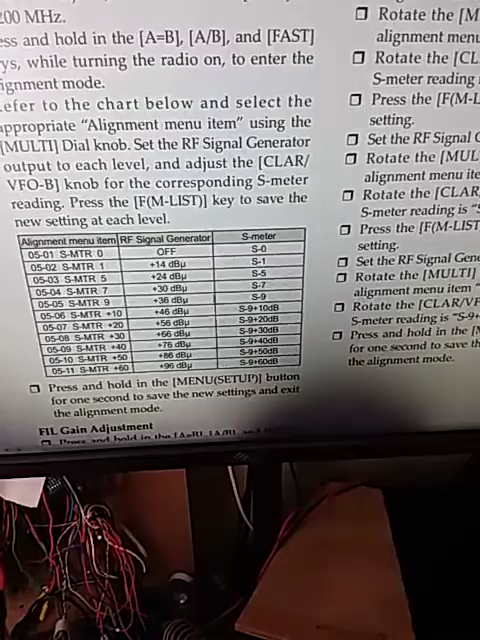 200 MHz.
ess and hold in the [A=B], [A/B], and [FAST]
ys, while turning the radio on, to enter the
ignment mode.
efer to the chart below and select the
appropriate “Alignment menu item” using the
[MULTI] Dial knob. Set the RF Signal Generator
output to each level, and adjust the [CLAR/
VFO-B] knob for the corresponding S-meter
reading. Press the [F(M-LIST)] key to save the
new setting at each level.
Alignment menu item RF Signal Generator S-meter
05-01 S-MTR 0 OFF S-0
05-02 S-MTR 1 +14 dBµ S-1
05-03 S-MTR 5 +24 dBµ S-5
05-04 S-MTR 7 +30 dBµ S-7
05-05 S-MTR 9 +36 dBµ S-9
05-06 S-MTR +10 +46 dBµ S-9+10dB
05-07 S-MTR +20 +56 dBµ S-9+20dB
05-08 S-MTR +30 +66 dBµ S-9+30dB
05-09 S-MTR +40 +76 dBµ S-9+40dB
05-10 S-MTR +50 +86 dBµ S-9+50dB
05-11 S-MTR +60 +96 dBµ S-9+60dB
❒ Press and hold in the [MENU(SETUP)] button
for one second to save the new settings and exit
the alignment mode.
FIL Gain Adjustment
❒ Press and hold in the [A=B], [A/B], and
❒ Rotate the [M
alignment menu
❒ Rotate the [CL
S-meter reading
❒ Press the [F(M-L
setting.
❒ Set the RF Signal G
❒ Rotate the [MUL
alignment menu ite
❒ Rotate the [CLAR
S-meter reading is “S
❒ Press the [F(M-LIST
setting.
❒ Set the RF Signal Gene
❒ Rotate the [MULTI]
alignment menu item “
❒ Rotate the [CLAR/VF
S-meter reading is “S-9+
❒ Press and hold in the [M
for one second to save th
the alignment mode.